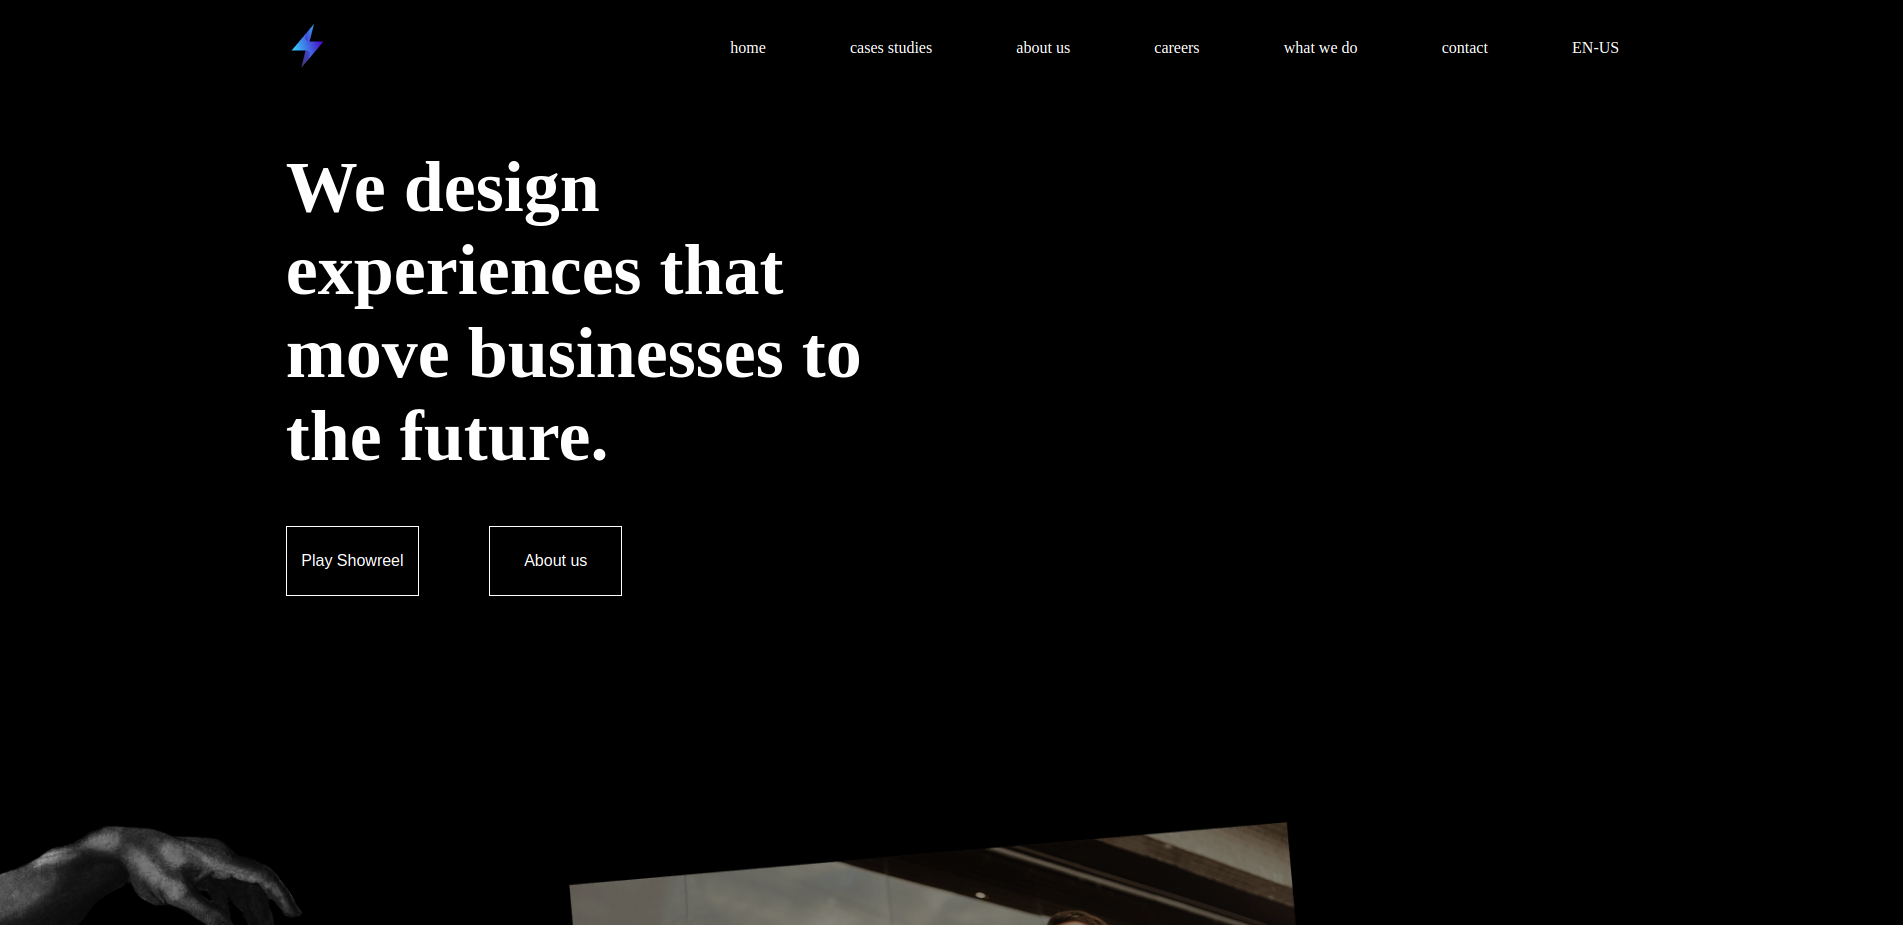 home cases studies about us careers what we do contact EN-US
We design
experiences that
move businesses to
the future.
Play Showreel About us